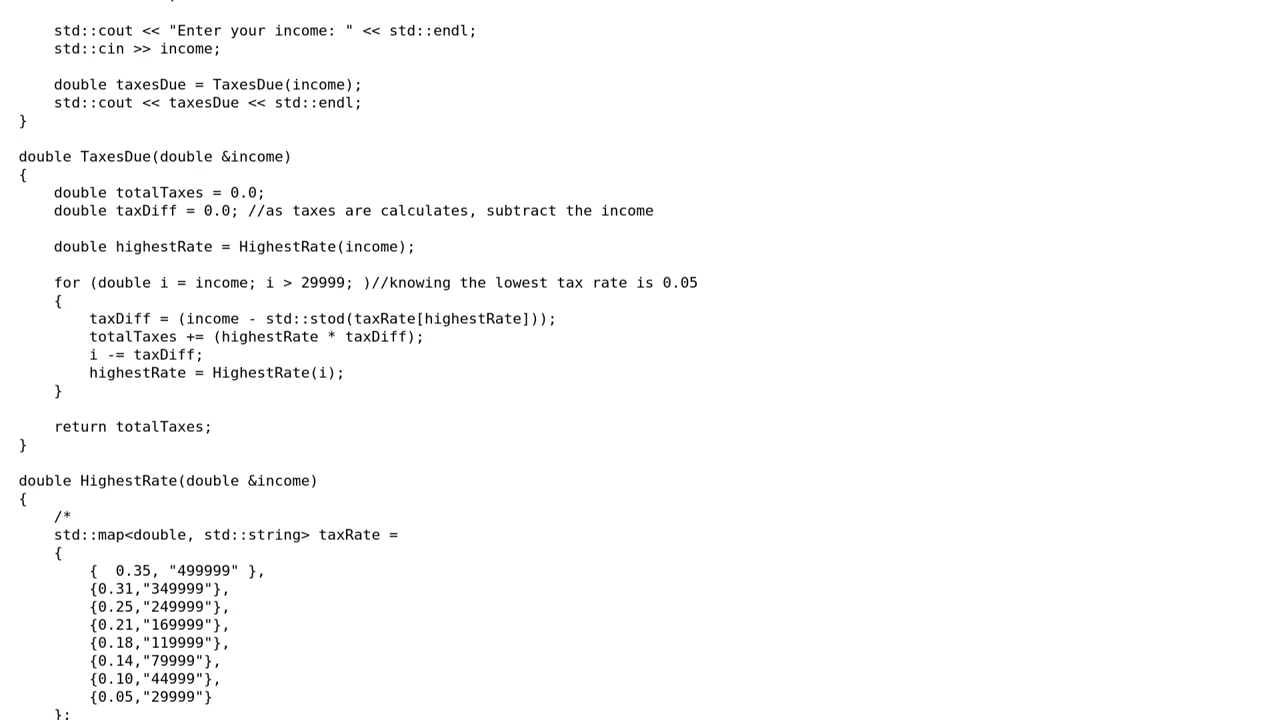 std::cout << "Enter your income: " << std::endl;
std::cin >> income;
double taxesDue = TaxesDue(income);
std::cout << taxesDue << std::endl;
}
double TaxesDue(double &income)
{
double totalTaxes = 0.0;
double taxDiff = 0.0; //as taxes are calculates, subtract the income
double highestRate = HighestRate(income);
for (double i = income; i > 29999; )//knowing the lowest tax rate is 0.05
{
taxDiff = (income - std::stod(taxRate[highestRate]));
totalTaxes += (highestRate * taxDiff);
i -= taxDiff;
highestRate = HighestRate(i);
}
return totalTaxes;
}
double HighestRate(double &income)
{
/*
std::map<double, std::string> taxRate =
{
{  0.35, "499999" },
{0.31,"349999"},
{0.25,"249999"},
{0.21,"169999"},
{0.18,"119999"},
{0.14,"79999"},
{0.10,"44999"},
{0.05,"29999"}
};